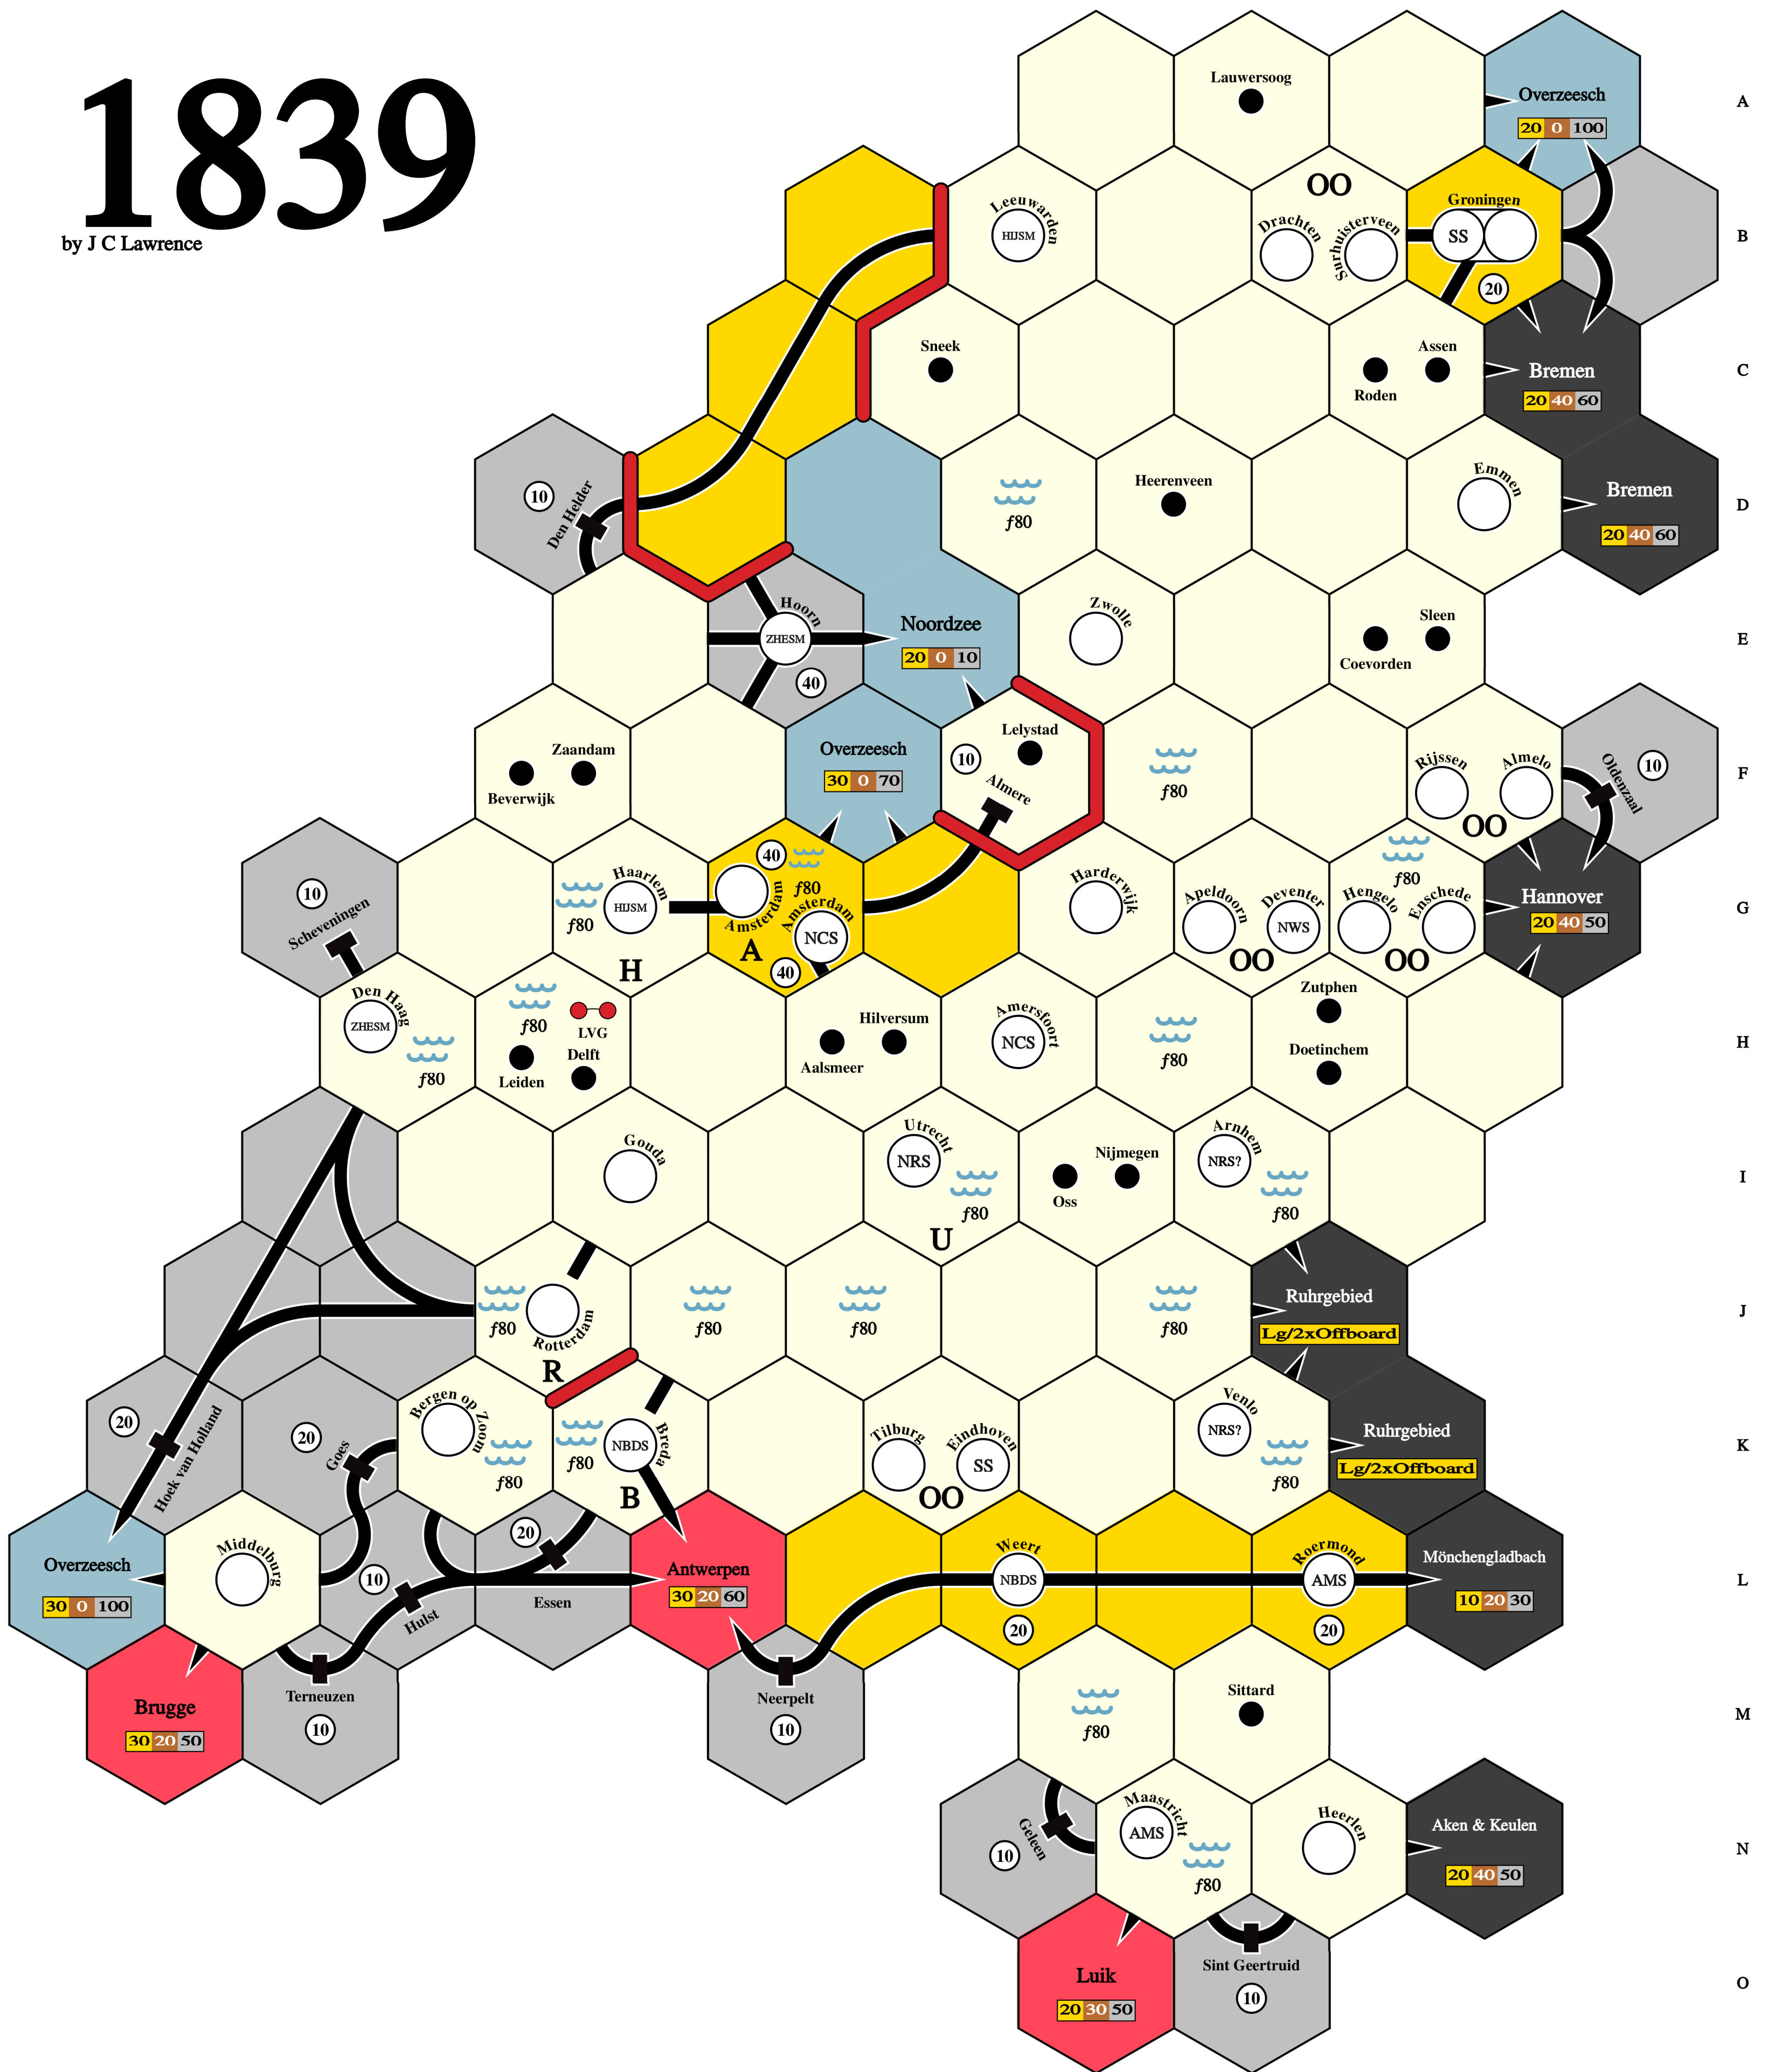 1839
by J C Lawrence
Lauwersoog
Overzeesch
20 0 100
A
Leeuwarden
HIJSM
OO
Drachten
Surhuisterveen
Groningen
SS
20
B
Sneek
Roden
Assen
Bremen
20 40 60
C
10
Den Helder
f80
Heerenveen
Emmen
Bremen
20 40 60
D
Hoorn
ZHESM
40
Noordzee
20 0 10
Zwolle
Coevorden
Sleen
E
Beverwijk
Zaandam
Overzeesch
30 0 70
10
Lelystad
Almere
f80
Rijssen
Almelo
OO
Oldenzaal
10
F
10
Scheveningen
f80
Haarlem
HIJSM
H
40
f80
Amsterdam
Amsterdam
NCS
A
40
Harderwijk
Apeldoorn
Deventer
NWS
OO
f80
Hengelo
Enschede
OO
Hannover
20 40 50
G
Den Haag
ZHESM
f80
f80
LVG
Leiden
Delft
Aalsmeer
Hilversum
Amersfoort
NCS
f80
Zutphen
Doetinchem
H
Gouda
Utrecht
NRS
f80
U
Oss
Nijmegen
Arnhem
NRS?
f80
I
f80
Rotterdam
R
f80
f80
f80
Ruhrgebied
Lg/2xOffboard
J
20
Hoek van Holland
20
Goes
Bergen op Zoom
f80
f80
NBDS
Breda
B
Tilburg
Eindhoven
SS
OO
Venlo
NRS?
f80
Ruhrgebied
Lg/2xOffboard
K
Overzeesch
30 0 100
Middelburg
10
Hulst
20
Essen
Antwerpen
30 20 60
Weert
NBDS
20
Roermond
AMS
20
Mönchengladbach
10 20 30
L
Brugge
30 20 50
Terneuzen
10
Neerpelt
10
f80
Sittard
M
Geleen
10
Maastricht
AMS
f80
Heerlen
Aken & Keulen
20 40 50
N
Luik
20 30 50
Sint Geertruid
10
O